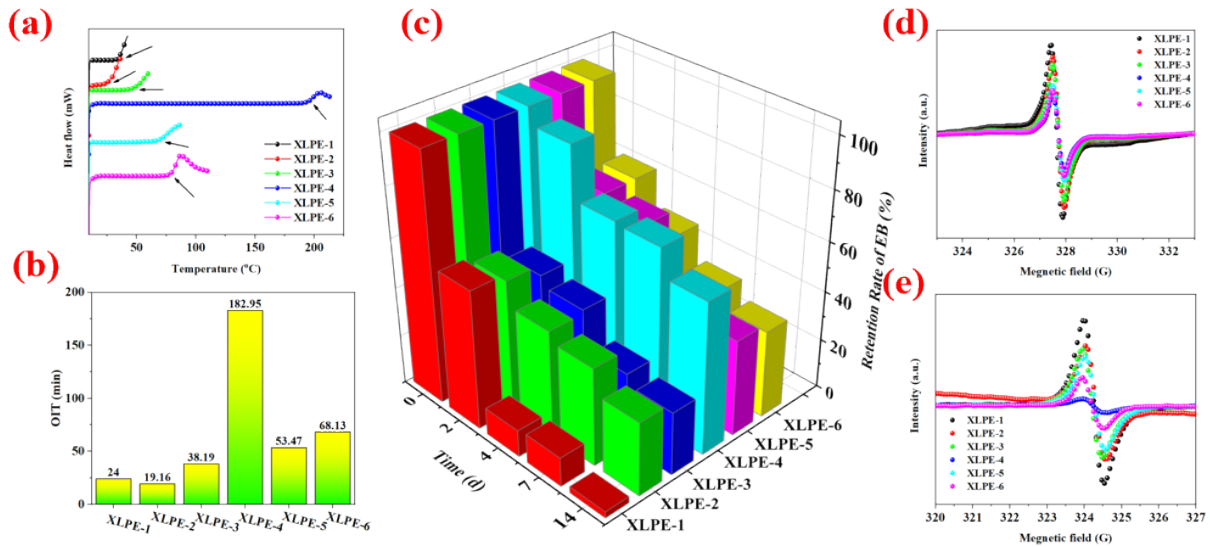 (a)
Heat flow (mW)
XLPE-1
XLPE-2
XLPE-3
XLPE-4
XLPE-5
XLPE-6
50
100
150
200
Temperature (°C)
(b)
200
150
100
50
0
OIT (min)
24
19.16
38.19
182.95
53.47
68.13
XLPE-1
XLPE-2
XLPE-3
XLPE-4
XLPE-5
XLPE-6
(c)
100
80
60
40
20
0
Retention Rate of EB (%)
0
2
4
7
14
Time (d)
XLPE-6
XLPE-5
XLPE-4
XLPE-3
XLPE-2
XLPE-1
(d)
Intensity (a.u.)
XLPE-1
XLPE-2
XLPE-3
XLPE-4
XLPE-5
XLPE-6
324
326
328
330
332
Megnetic field (G)
(e)
Intensity (a.u.)
XLPE-1
XLPE-2
XLPE-3
XLPE-4
XLPE-5
XLPE-6
320
321
322
323
324
325
326
327
Megnetic field (G)